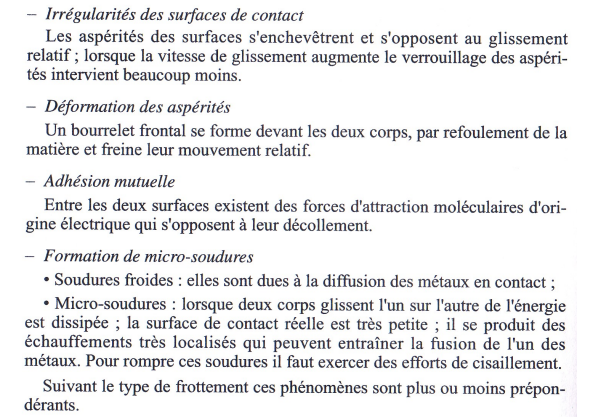 – Irrégularités des surfaces de contact
Les aspérités des surfaces s'enchevêtrent et s'opposent au glissement
relatif ; lorsque la vitesse de glissement augmente le verrouillage des aspéri-
tés intervient beaucoup moins.
– Déformation des aspérités
Un bourrelet frontal se forme devant les deux corps, par refoulement de la
matière et freine leur mouvement relatif.
– Adhésion mutuelle
Entre les deux surfaces existent des forces d'attraction moléculaires d'ori-
gine électrique qui s'opposent à leur décollement.
– Formation de micro-soudures
• Soudures froides : elles sont dues à la diffusion des métaux en contact ;
• Micro-soudures : lorsque deux corps glissent l'un sur l'autre de l'énergie
est dissipée ; la surface de contact réelle est très petite ; il se produit des
échauffements très localisés qui peuvent entraîner la fusion de l'un des
métaux. Pour rompre ces soudures il faut exercer des efforts de cisaillement.
Suivant le type de frottement ces phénomènes sont plus ou moins prépon-
dérants.